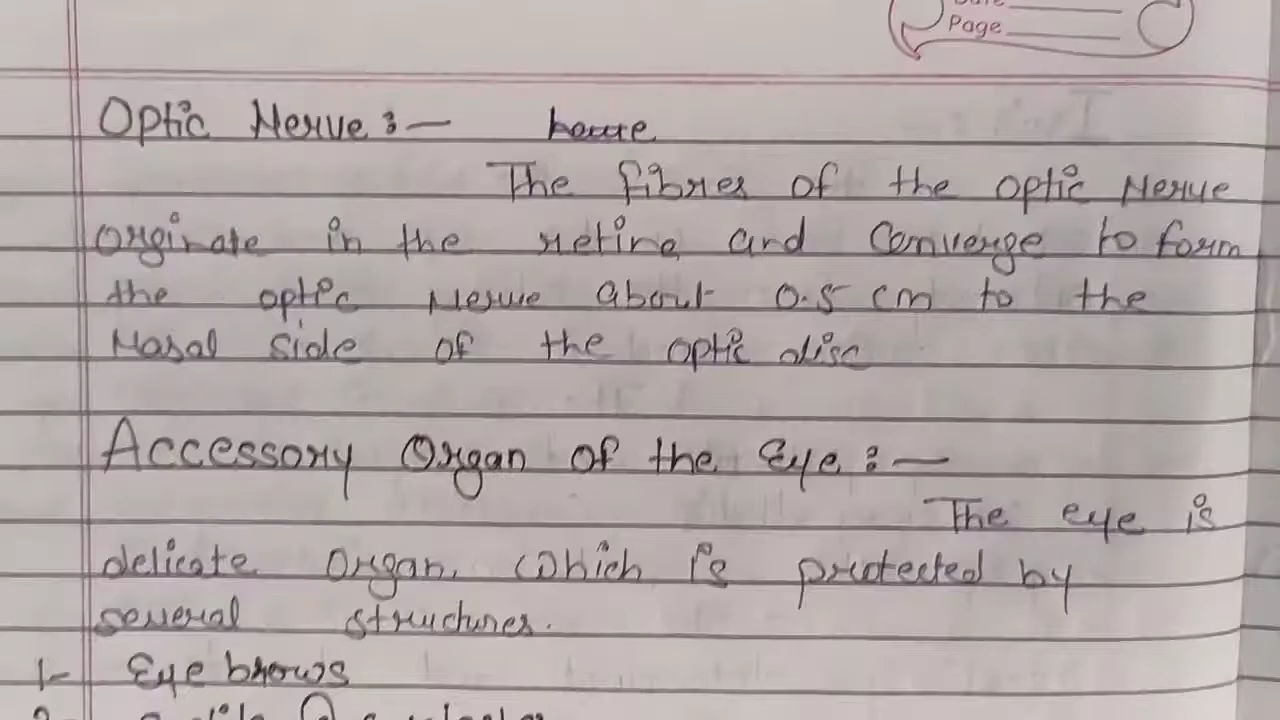 Page
Optic Nerve :-
The fibres of the optic Nerve
Orginate in the retina and Converge to form
the optic Nerve about 0.5 cm to the
Nasal side of the optic disc
Accessory Organ of the Eye :-
The eye is
delicate Organ, Which is protected by
several structures.
1- Eye brows